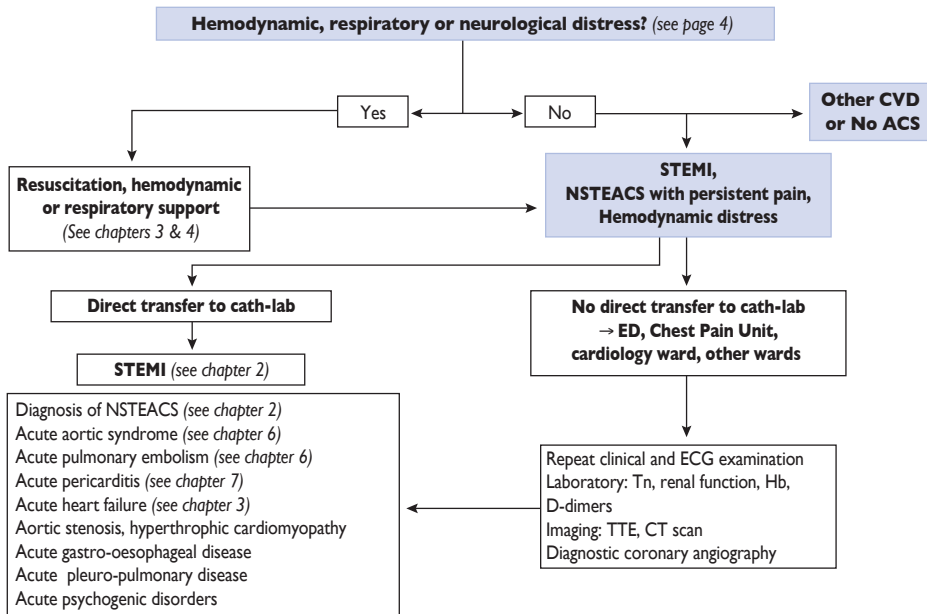 Hemodynamic, respiratory or neurological distress? (see page 4)
Yes
No
Other CVD
or No ACS
Resuscitation, hemodynamic
or respiratory support
(See chapters 3 & 4)
STEMI,
NSTEACS with persistent pain,
Hemodynamic distress
Direct transfer to cath-lab
No direct transfer to cath-lab
→ ED, Chest Pain Unit,
cardiology ward, other wards
STEMI (see chapter 2)
Diagnosis of NSTEACS (see chapter 2)
Acute aortic syndrome (see chapter 6)
Acute pulmonary embolism (see chapter 6)
Acute pericarditis (see chapter 7)
Acute heart failure (see chapter 3)
Aortic stenosis, hyperthrophic cardiomyopathy
Acute gastro-oesophageal disease
Acute pleuro-pulmonary disease
Acute psychogenic disorders
Repeat clinical and ECG examination
Laboratory: Tn, renal function, Hb,
D-dimers
Imaging: TTE, CT scan
Diagnostic coronary angiography